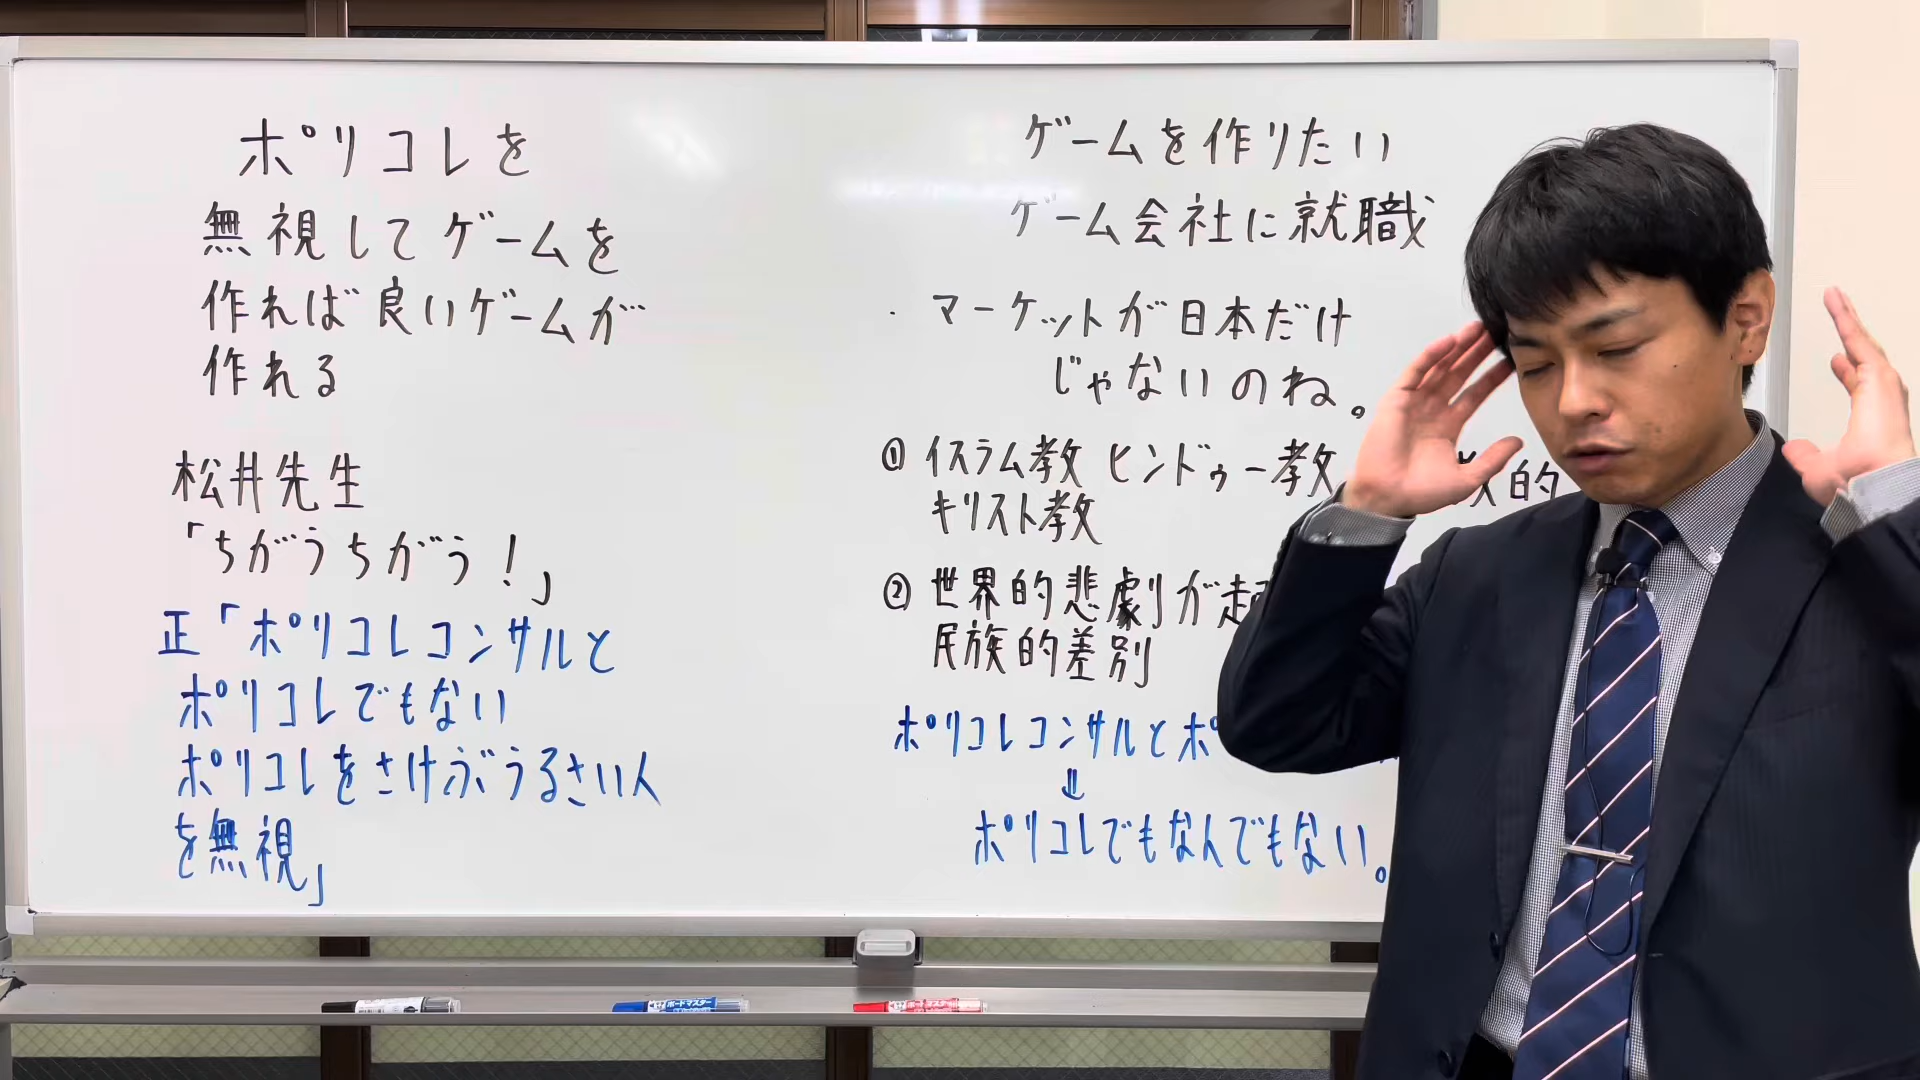 ポリコレを
無視してゲームを
作れば良いゲームが
作れる
松井先生
「ちがうちがう！」
正「ポリコレコンサルと
ポリコレでもない
ポリコレをさけぶうるさい人
を無視」
ゲームを作りたい
ゲーム会社に就職
・マーケットが日本だけ
じゃないのね。
① イスラム教 ヒンドゥー教 的
キリスト教
② 世界的悲劇が起
民族的差別
ポリコレコンサルとポ
⇓
ポリコレでもなんでもない。
ボードマスター